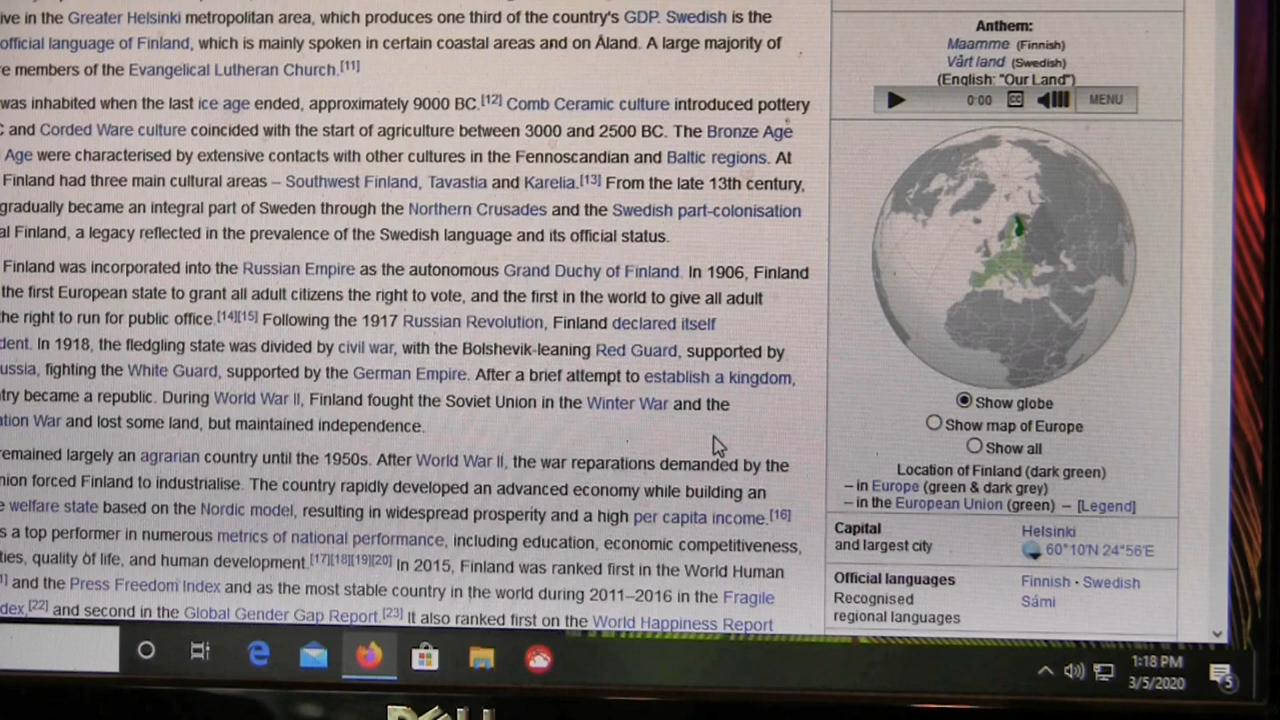 ive in the Greater Helsinki metropolitan area, which produces one third of the country's GDP. Swedish is the
official language of Finland, which is mainly spoken in certain coastal areas and on Åland. A large majority of
e members of the Evangelical Lutheran Church.[11]
was inhabited when the last ice age ended, approximately 9000 BC.[12] Comb Ceramic culture introduced pottery
C and Corded Ware culture coincided with the start of agriculture between 3000 and 2500 BC. The Bronze Age
Age were characterised by extensive contacts with other cultures in the Fennoscandian and Baltic regions. At
Finland had three main cultural areas – Southwest Finland, Tavastia and Karelia.[13] From the late 13th century,
gradually became an integral part of Sweden through the Northern Crusades and the Swedish part-colonisation
al Finland, a legacy reflected in the prevalence of the Swedish language and its official status.
Finland was incorporated into the Russian Empire as the autonomous Grand Duchy of Finland. In 1906, Finland
the first European state to grant all adult citizens the right to vote, and the first in the world to give all adult
the right to run for public office.[14][15] Following the 1917 Russian Revolution, Finland declared itself
dent. In 1918, the fledgling state was divided by civil war, with the Bolshevik-leaning Red Guard, supported by
ussia, fighting the White Guard, supported by the German Empire. After a brief attempt to establish a kingdom,
try became a republic. During World War II, Finland fought the Soviet Union in the Winter War and the
ation War and lost some land, but maintained independence.
remained largely an agrarian country until the 1950s. After World War II, the war reparations demanded by the
nion forced Finland to industrialise. The country rapidly developed an advanced economy while building an
e welfare state based on the Nordic model, resulting in widespread prosperity and a high per capita income.[16]
s a top performer in numerous metrics of national performance, including education, economic competitiveness,
ties, quality of life, and human development.[17][18][19][20] In 2015, Finland was ranked first in the World Human
] and the Press Freedom Index and as the most stable country in the world during 2011–2016 in the Fragile
dex,[22] and second in the Global Gender Gap Report.[23] It also ranked first on the World Happiness Report
Anthem:
Maamme (Finnish)
Vårt land (Swedish)
(English: "Our Land")
0:00 CC MENU
Show globe
Show map of Europe
Show all
Location of Finland (dark green)
– in Europe (green & dark grey)
– in the European Union (green) – [Legend]
Capital
and largest city
Helsinki
60°10′N 24°56′E
Official languages
Finnish · Swedish
Recognised
regional languages
Sámi
1:18 PM
3/5/2020
5
DELL